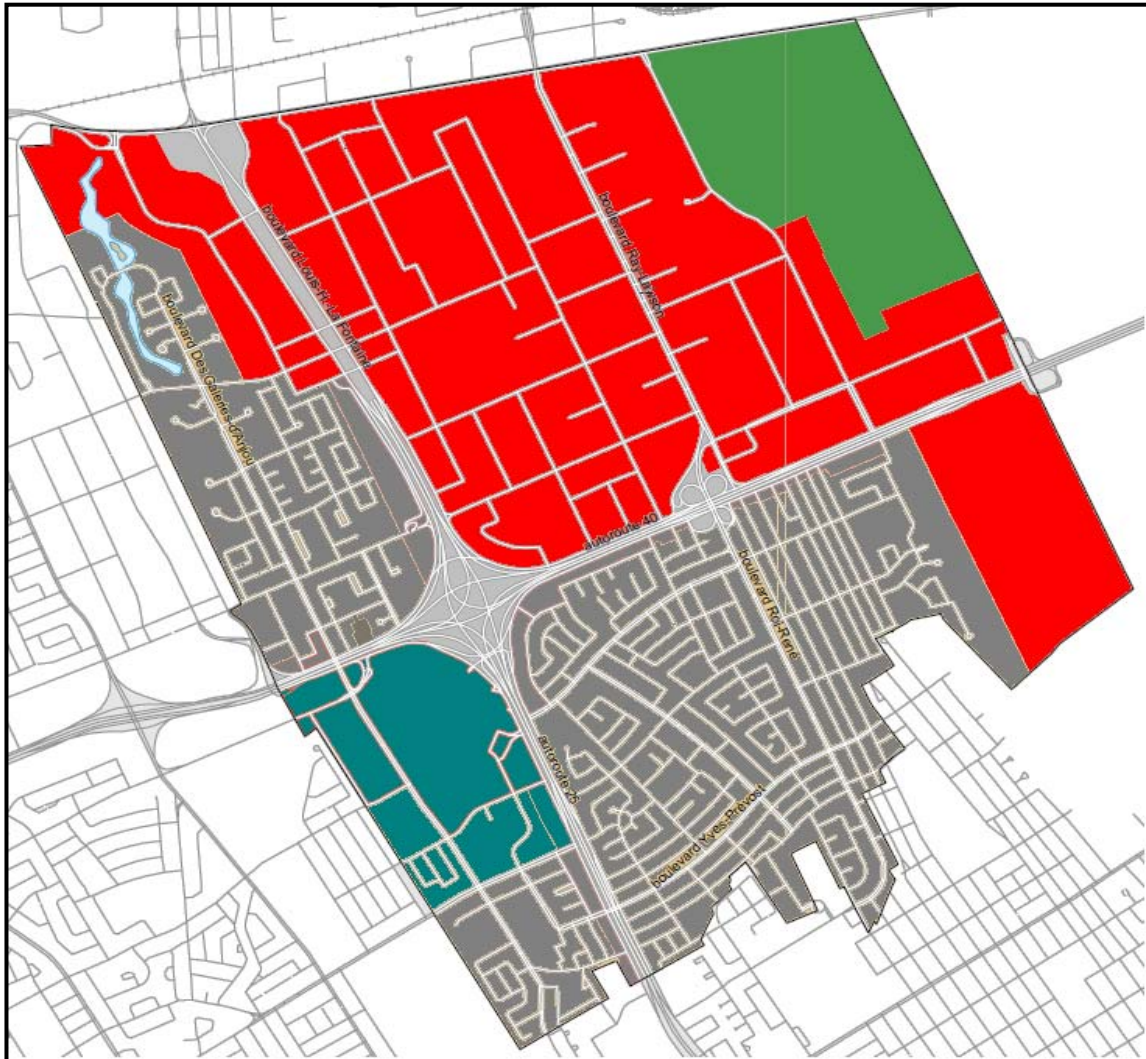 boulevard Louis-H.-La Fontaine
boulevard Ray-Lawson
boulevard Des Galeries-d'Anjou
autoroute 40
boulevard Roi-René
autoroute 25
boulevard Yves-Prévost